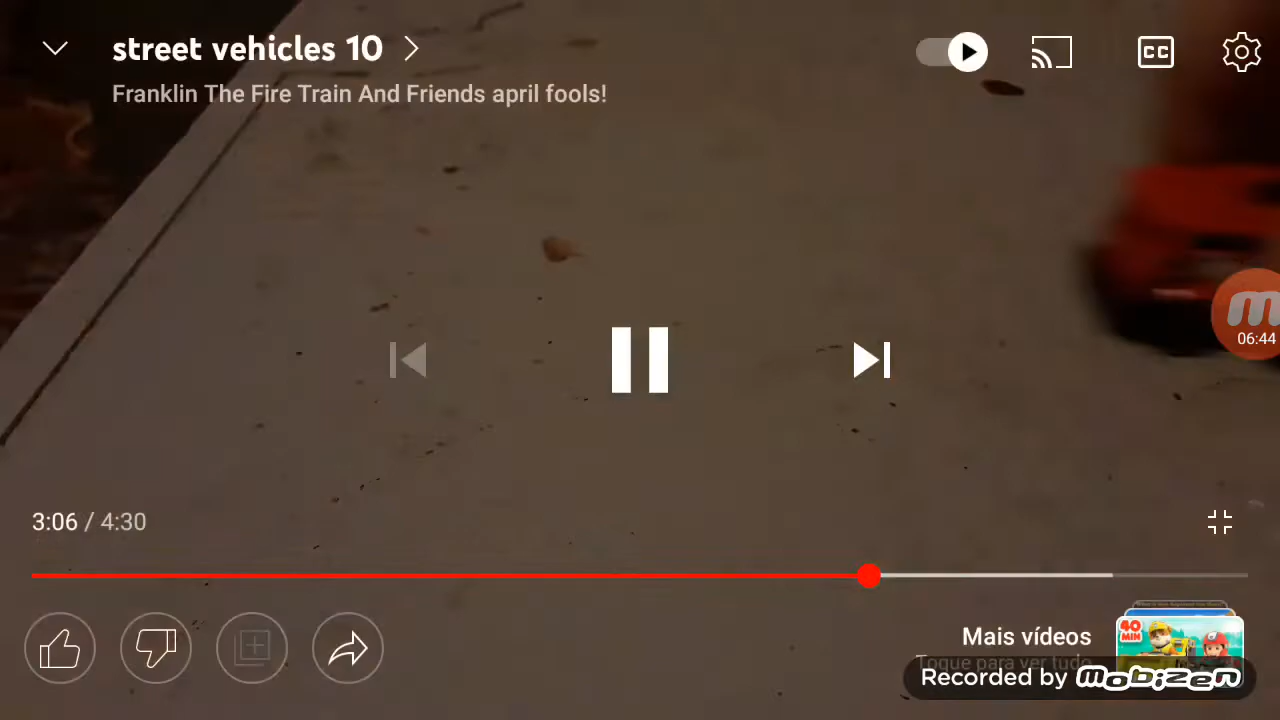 street vehicles 10
Franklin The Fire Train And Friends april fools!
CC
06:44
3:06 / 4:30
Mais vídeos
40
MIN
Toque para ver tudo
Recorded by mobizen